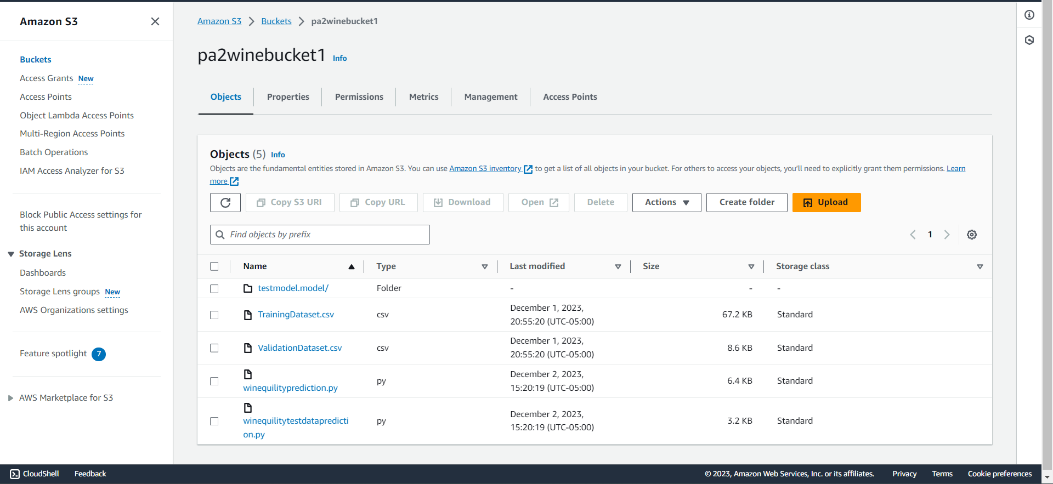 Amazon S3
Buckets
Access Grants New
Access Points
Object Lambda Access Points
Multi-Region Access Points
Batch Operations
IAM Access Analyzer for S3
Block Public Access settings for
this account
Storage Lens
Dashboards
Storage Lens groups New
AWS Organizations settings
Feature spotlight 7
AWS Marketplace for S3
Amazon S3 > Buckets > pa2winebucket1
pa2winebucket1 Info
Objects Properties Permissions Metrics Management Access Points
Objects (5) Info
Objects are the fundamental entities stored in Amazon S3. You can use Amazon S3 inventory to get a list of all objects in your bucket. For others to access your objects, you'll need to explicitly grant them permissions. Learn
more
Copy S3 URI Copy URL Download Open Delete Actions Create folder Upload
Find objects by prefix
1
Name Type Last modified Size Storage class
testmodel.model/ Folder - - -
TrainingDataset.csv csv December 1, 2023, 67.2 KB Standard
20:55:20 (UTC-05:00)
ValidationDataset.csv csv December 1, 2023, 8.6 KB Standard
20:55:20 (UTC-05:00)
winequilityprediction.py py December 2, 2023, 6.4 KB Standard
15:20:19 (UTC-05:00)
winequilitytestdatapredicti py December 2, 2023, 3.2 KB Standard
on.py 15:20:19 (UTC-05:00)
CloudShell Feedback © 2023, Amazon Web Services, Inc. or its affiliates. Privacy Terms Cookie preferences